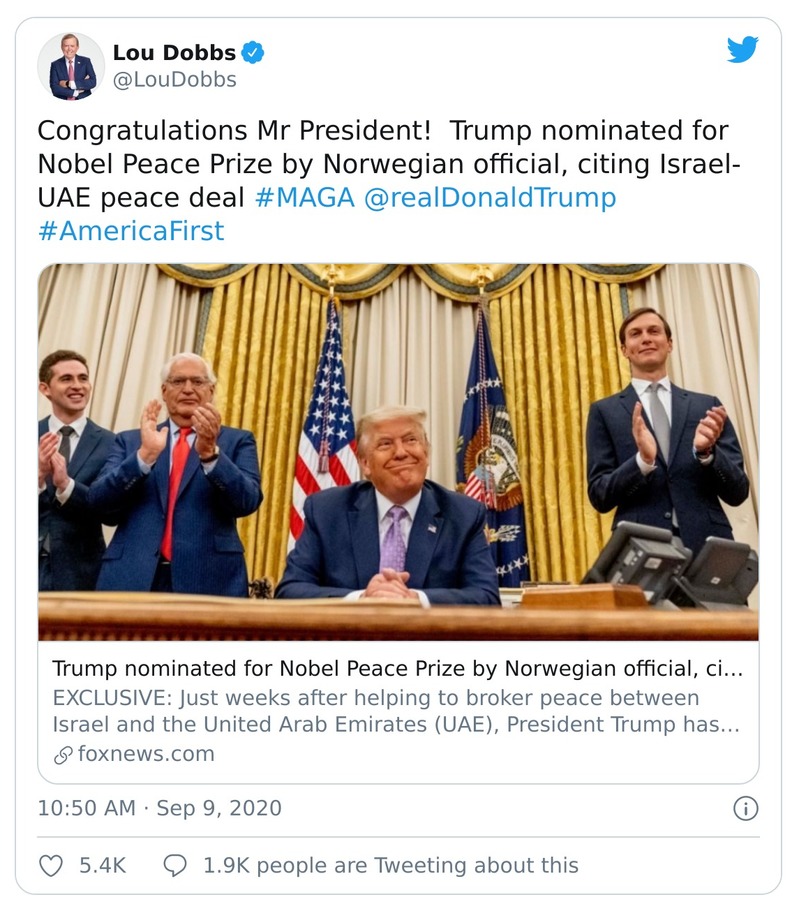 Lou Dobbs
@LouDobbs
Congratulations Mr President!  Trump nominated for
Nobel Peace Prize by Norwegian official, citing Israel-
UAE peace deal #MAGA @realDonaldTrump
#AmericaFirst
Trump nominated for Nobel Peace Prize by Norwegian official, ci...
EXCLUSIVE: Just weeks after helping to broker peace between
Israel and the United Arab Emirates (UAE), President Trump has...
foxnews.com
10:50 AM · Sep 9, 2020
5.4K
1.9K people are Tweeting about this